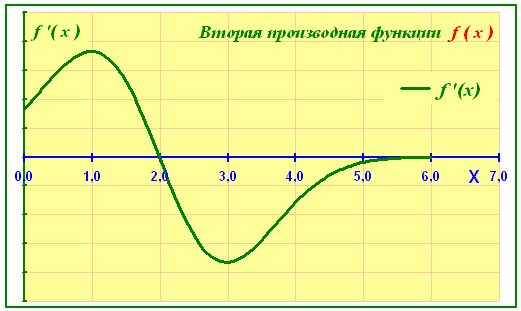 f '( x )
Вторая производная функции f ( x )
f '(x)
0,0 1,0 2,0 3,0 4,0 5,0 6,0 X 7,0